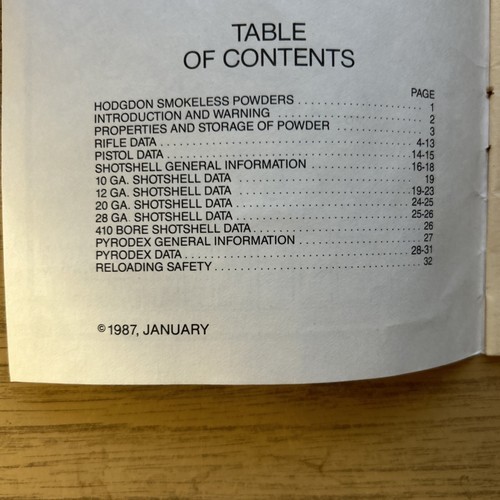 TABLE
OF CONTENTS
PAGE
HODGDON SMOKELESS POWDERS . . . . . . . . . . . . . . . . . . . . . . 1
INTRODUCTION AND WARNING . . . . . . . . . . . . . . . . . . . . . . . . 2
PROPERTIES AND STORAGE OF POWDER . . . . . . . . . . . . . . . 3
RIFLE DATA . . . . . . . . . . . . . . . . . . . . . . . . . . . . . . . . . . . . . 4-13
PISTOL DATA . . . . . . . . . . . . . . . . . . . . . . . . . . . . . . . . . . . . 14-15
SHOTSHELL GENERAL INFORMATION . . . . . . . . . . . . . . . . 16-18
10 GA. SHOTSHELL DATA . . . . . . . . . . . . . . . . . . . . . . . . . . 19
12 GA. SHOTSHELL DATA . . . . . . . . . . . . . . . . . . . . . . . . . . 19-23
20 GA. SHOTSHELL DATA . . . . . . . . . . . . . . . . . . . . . . . . . . 24-25
28 GA. SHOTSHELL DATA . . . . . . . . . . . . . . . . . . . . . . . . . . 25-26
410 BORE SHOTSHELL DATA . . . . . . . . . . . . . . . . . . . . . . . . 26
PYRODEX GENERAL INFORMATION . . . . . . . . . . . . . . . . . . 27
PYRODEX DATA . . . . . . . . . . . . . . . . . . . . . . . . . . . . . . . . . 28-31
RELOADING SAFETY . . . . . . . . . . . . . . . . . . . . . . . . . . . . . 32
© 1987, JANUARY